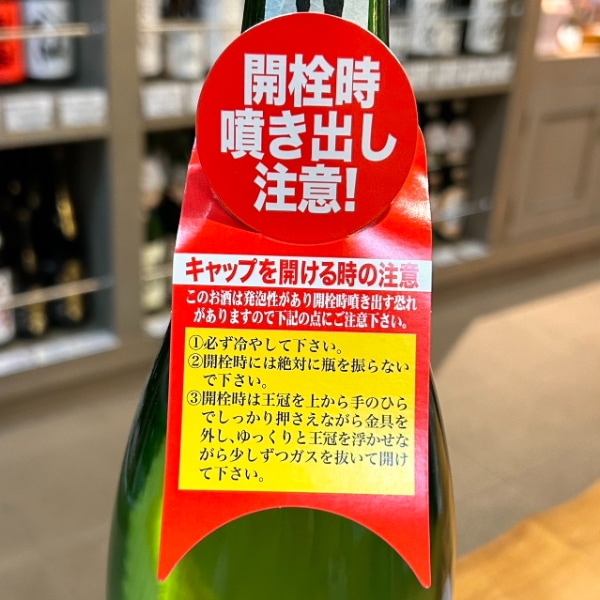 開栓時
噴き出し
注意!
キャップを開ける時の注意
このお酒は発泡性があり開栓時噴き出す恐れ
がありますので下記の点にご注意下さい。
①必ず冷やして下さい。
②開栓時には絶対に瓶を振らない
で下さい。
③開栓時は王冠を上から手のひら
でしっかり押さえながら金具を
外し、ゆっくりと王冠を浮かせな
がら少しずつガスを抜いて開け
て下さい。